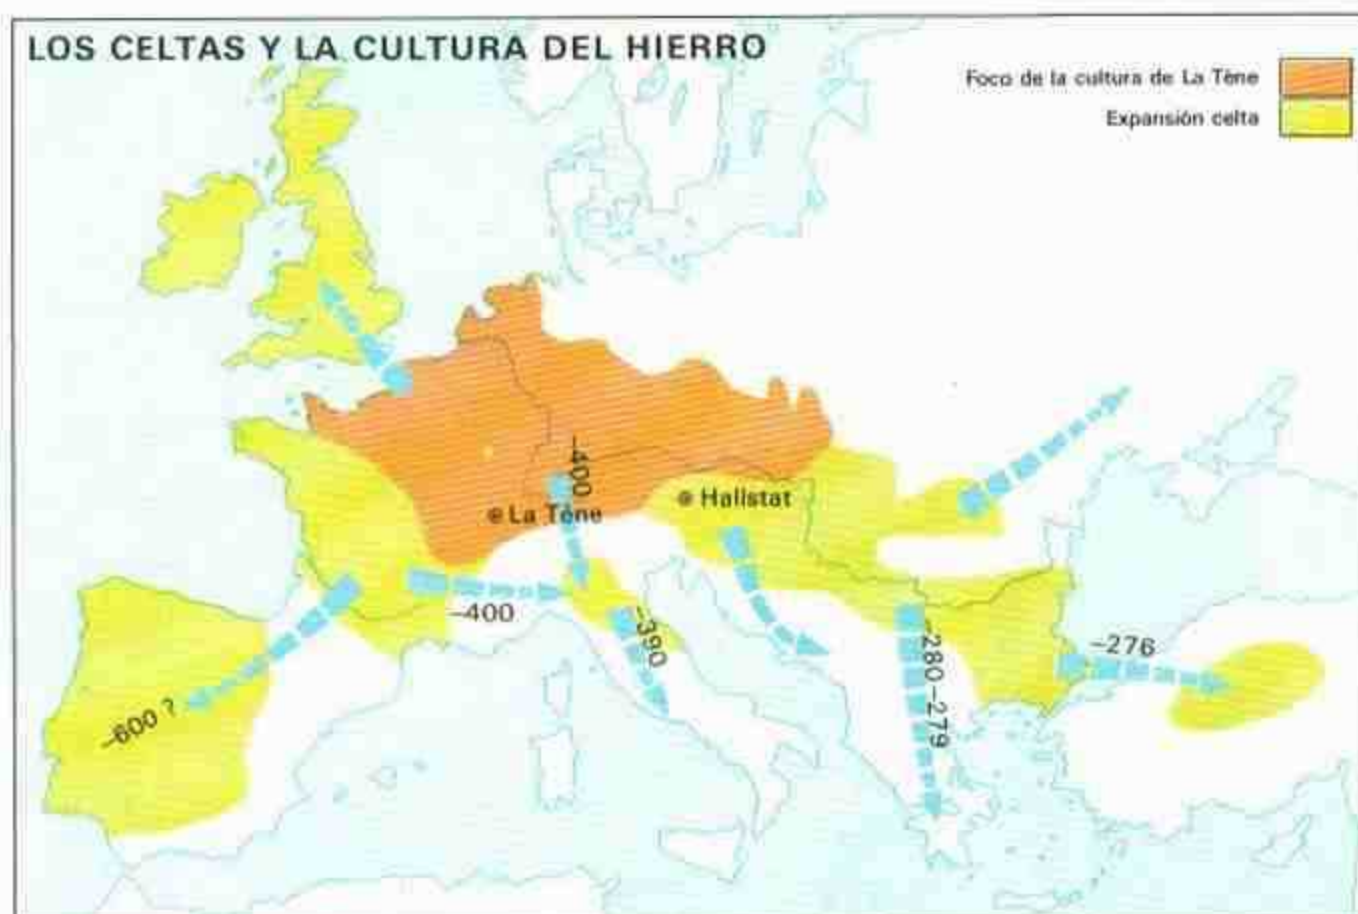 LOS CELTAS Y LA CULTURA DEL HIERRO
Foco de la cultura de La Tène
Expansión celta
–400
Hallstat
La Tène
–400
–390
–600 ?
–280–279
–276